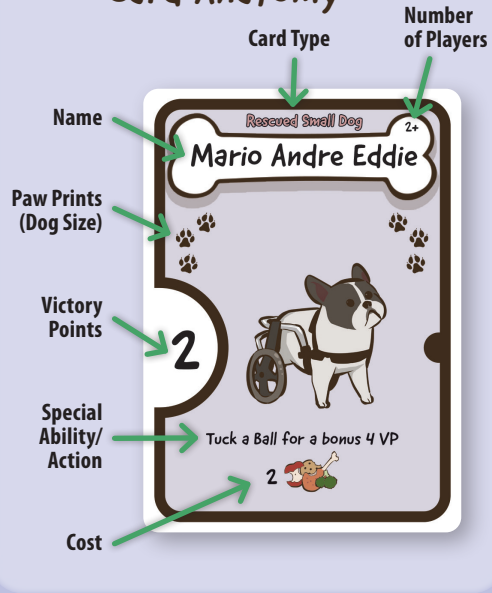 Card Anatomy
Number
of Players
Card Type
Name
Rescued Small Dog
2+
Mario Andre Eddie
Paw Prints
(Dog Size)
Victory
Points
2
Special
Ability/
Action
Tuck a Ball for a bonus 4 VP
2
Cost